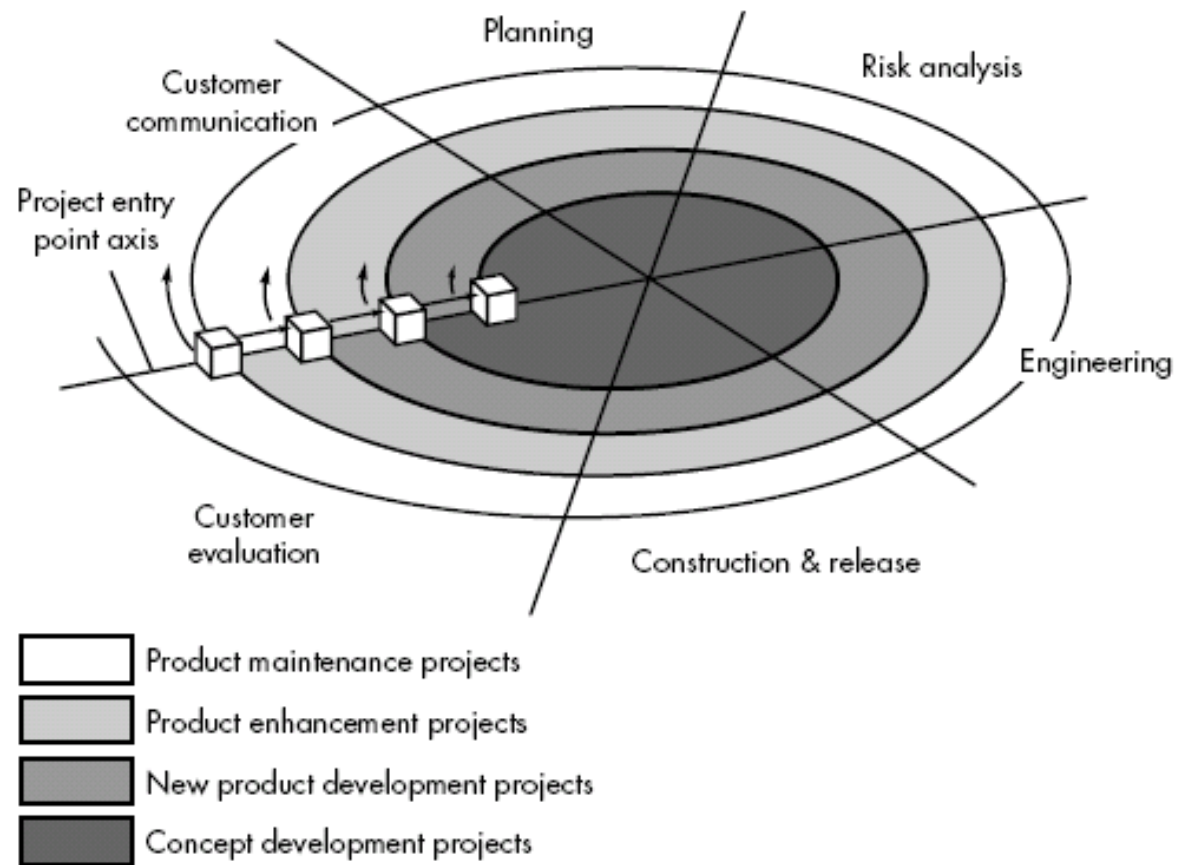 Planning
Risk analysis
Customer
communication
Project entry
point axis
Engineering
Customer
evaluation
Construction & release
Product maintenance projects
Product enhancement projects
New product development projects
Concept development projects